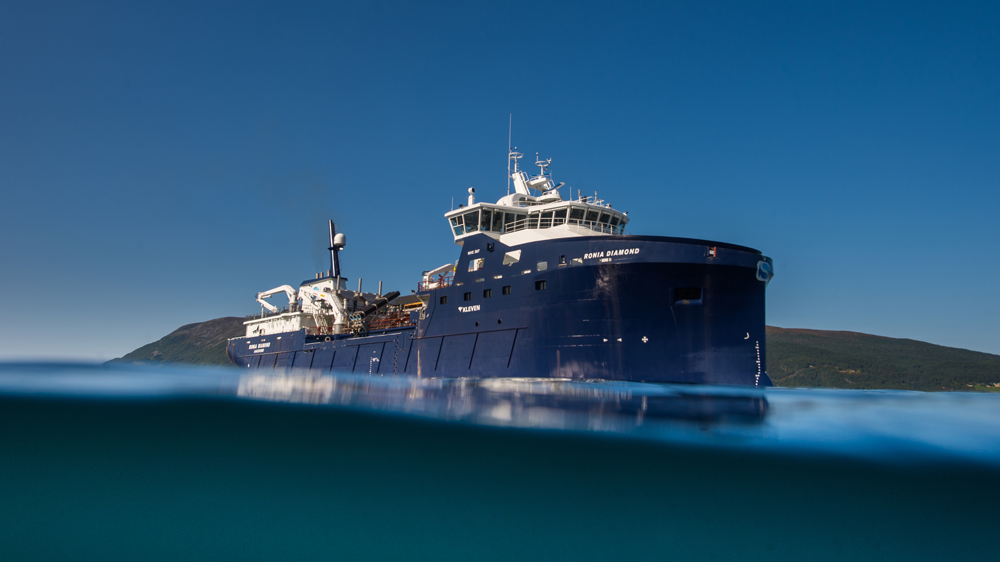 NVC 387
RONIA DIAMOND
KLEVEN
RONIA DIAMOND
AALESUND